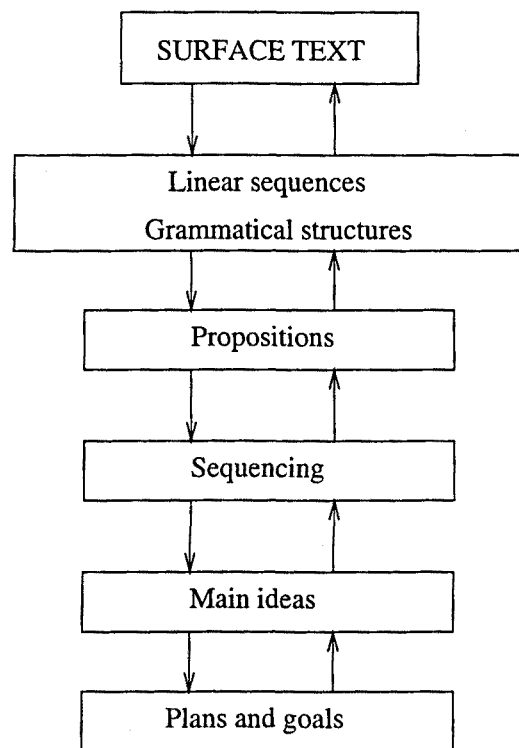 SURFACE TEXT
Linear sequences
Grammatical structures
Propositions
Sequencing
Main ideas
Plans and goals